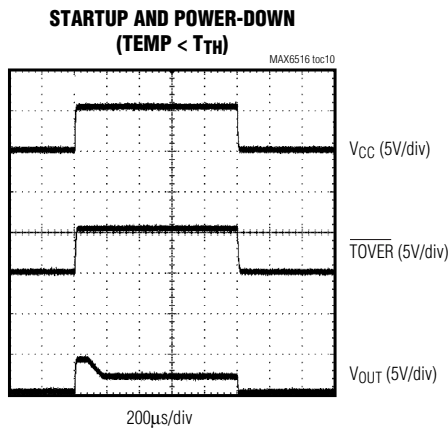 STARTUP AND POWER-DOWN
(TEMP < TTH)
MAX6516 toc10
VCC (5V/div)
TOVER (5V/div)
VOUT (5V/div)
200µs/div